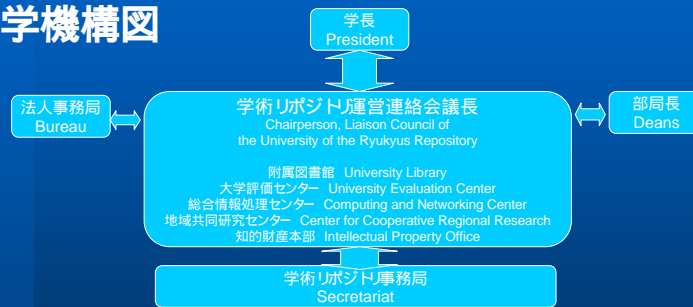 学機構図
学長
President
法人事務局
Bureau
学術リポジトリ運営連絡会議長
Chairperson, Liaison Council of
the University of the Ryukyus Repository
附属図書館 University Library
大学評価センター University Evaluation Center
総合情報処理センター Computing and Networking Center
地域共同研究センター Center for Cooperative Regional Research
知的財産本部 Intellectual Property Office
部局長
Deans
学術リポジトリ事務局
Secretariat